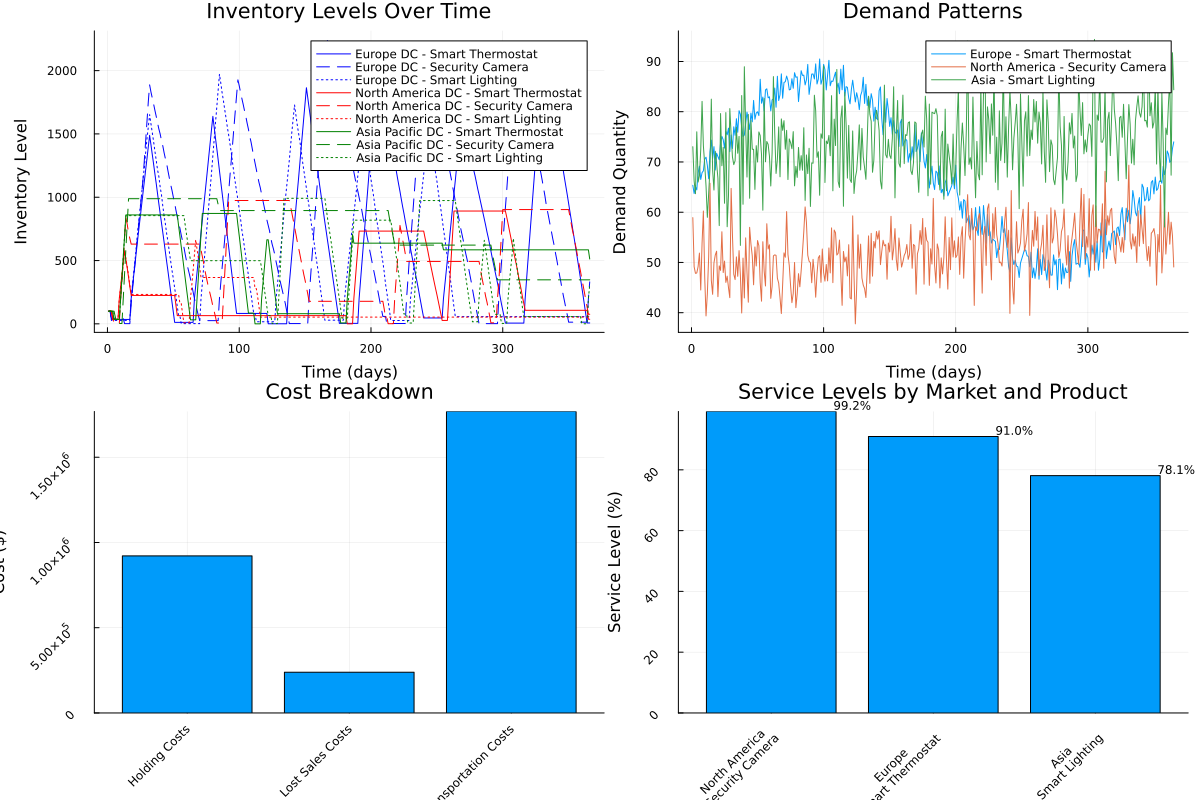 Inventory Levels Over Time
Inventory Level
2000
1500
1000
500
0
Europe DC - Smart Thermostat
Europe DC - Security Camera
Europe DC - Smart Lighting
North America DC - Smart Thermostat
North America DC - Security Camera
North America DC - Smart Lighting
Asia Pacific DC - Smart Thermostat
Asia Pacific DC - Security Camera
Asia Pacific DC - Smart Lighting
0 100 200 300
Time (days)
Demand Patterns
Demand Quantity
90
80
70
60
50
40
Europe - Smart Thermostat
North America - Security Camera
Asia - Smart Lighting
0 100 200 300
Time (days)
Cost Breakdown
($)
1.50×10⁶
1.00×10⁶
5.00×10⁵
0
Holding Costs
Lost Sales Costs
nsportation Costs
Service Levels by Market and Product
Service Level (%)
80
60
40
20
0
99.2%
91.0%
78.1%
North America
ecurity Camera
Europe
art Thermostat
Asia
Smart Lighting